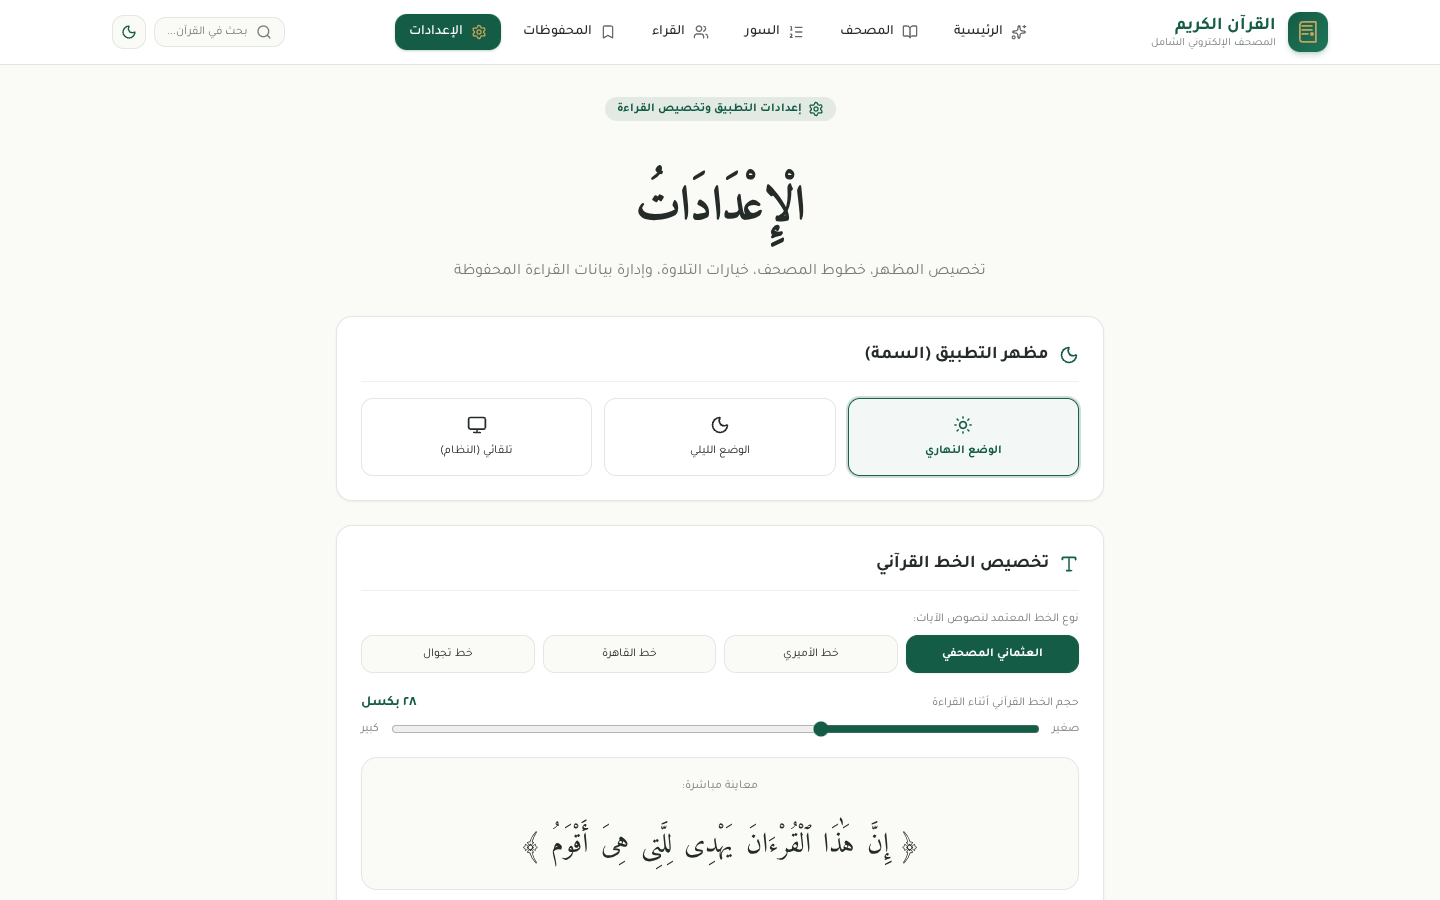 القرآن الكريم
المصحف الإلكتروني الشامل
الرئيسية
المصحف
السور
القراء
المحفوظات
الإعدادات
بحث في القرآن...
إعدادات التطبيق وتخصيص القراءة
الْإِعْدَادَاتُ
تخصيص المظهر، خطوط المصحف، خيارات التلاوة، وإدارة بيانات القراءة المحفوظة
مظهر التطبيق (السمة)
الوضع النهاري
الوضع الليلي
تلقائي (النظام)
تخصيص الخط القرآني
نوع الخط المعتمد لنصوص الآيات:
العثماني المصحفي
خط الأميري
خط القاهرة
خط تجوال
حجم الخط القرآني أثناء القراءة
٢٨ بكسل
صغير
كبير
معاينة مباشرة:
﴿ إِنَّ هَٰذَا ٱلْقُرْءَانَ يَهْدِى لِلَّتِى هِىَ أَقْوَمُ ﴾